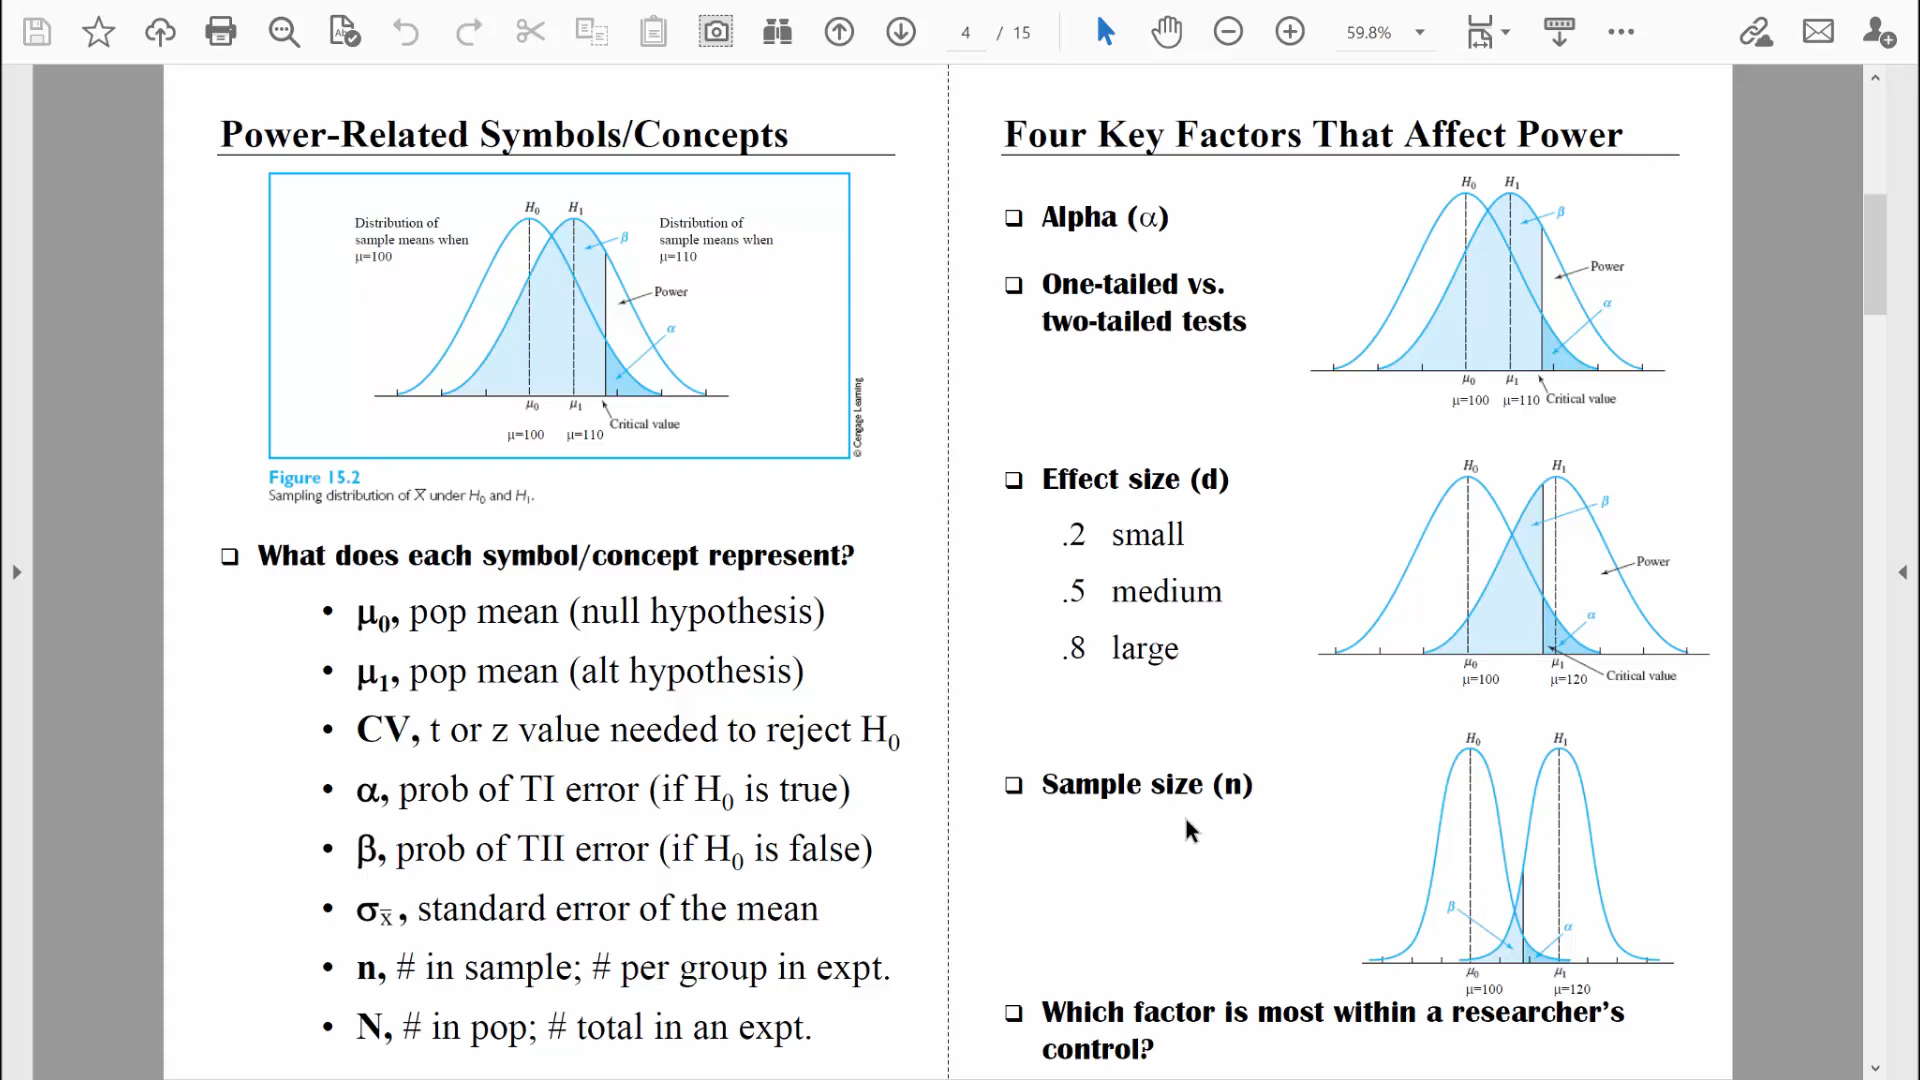 4 / 15
59.8%
Power-Related Symbols/Concepts
H₀ H₁
Distribution of
sample means when
μ=100
Distribution of
sample means when
μ=110
β
Power
α
μ₀ μ₁
Critical value
μ=100 μ=110
© Cengage Learning
Figure 15.2
Sampling distribution of X̅ under H₀ and H₁.
❑ What does each symbol/concept represent?
• μ₀, pop mean (null hypothesis)
• μ₁, pop mean (alt hypothesis)
• CV, t or z value needed to reject H₀
• α, prob of TI error (if H₀ is true)
• β, prob of TII error (if H₀ is false)
• σx̅ , standard error of the mean
• n, # in sample; # per group in expt.
• N, # in pop; # total in an expt.
Four Key Factors That Affect Power
❑ Alpha (α)
❑ One-tailed vs.
two-tailed tests
H₀ H₁
β
Power
α
μ₀ μ₁
μ=100 μ=110 Critical value
❑ Effect size (d)
.2 small
.5 medium
.8 large
H₀ H₁
β
Power
α
μ₀ μ₁
μ=100 μ=120 Critical value
❑ Sample size (n)
H₀ H₁
β
α
μ₀ μ₁
μ=100 μ=120
❑ Which factor is most within a researcher’s
control?